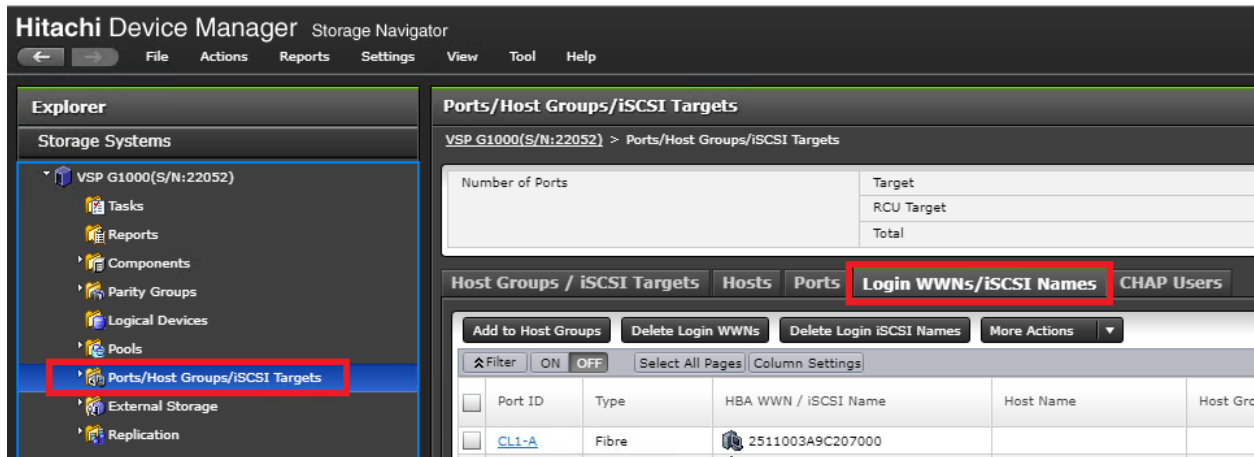 Hitachi Device Manager Storage Navigator
File Actions Reports Settings View Tool Help
Explorer
Storage Systems
VSP G1000(S/N:22052)
Tasks
Reports
Components
Parity Groups
Logical Devices
Pools
Ports/Host Groups/iSCSI Targets
External Storage
Replication
Ports/Host Groups/iSCSI Targets
VSP G1000(S/N:22052) > Ports/Host Groups/iSCSI Targets
Number of Ports Target
RCU Target
Total
Host Groups / iSCSI Targets Hosts Ports Login WWNs/iSCSI Names CHAP Users
Add to Host Groups Delete Login WWNs Delete Login iSCSI Names More Actions
Filter ON OFF Select All Pages Column Settings
Port ID Type HBA WWN / iSCSI Name Host Name Host Gro
CL1-A Fibre 2511003A9C207000